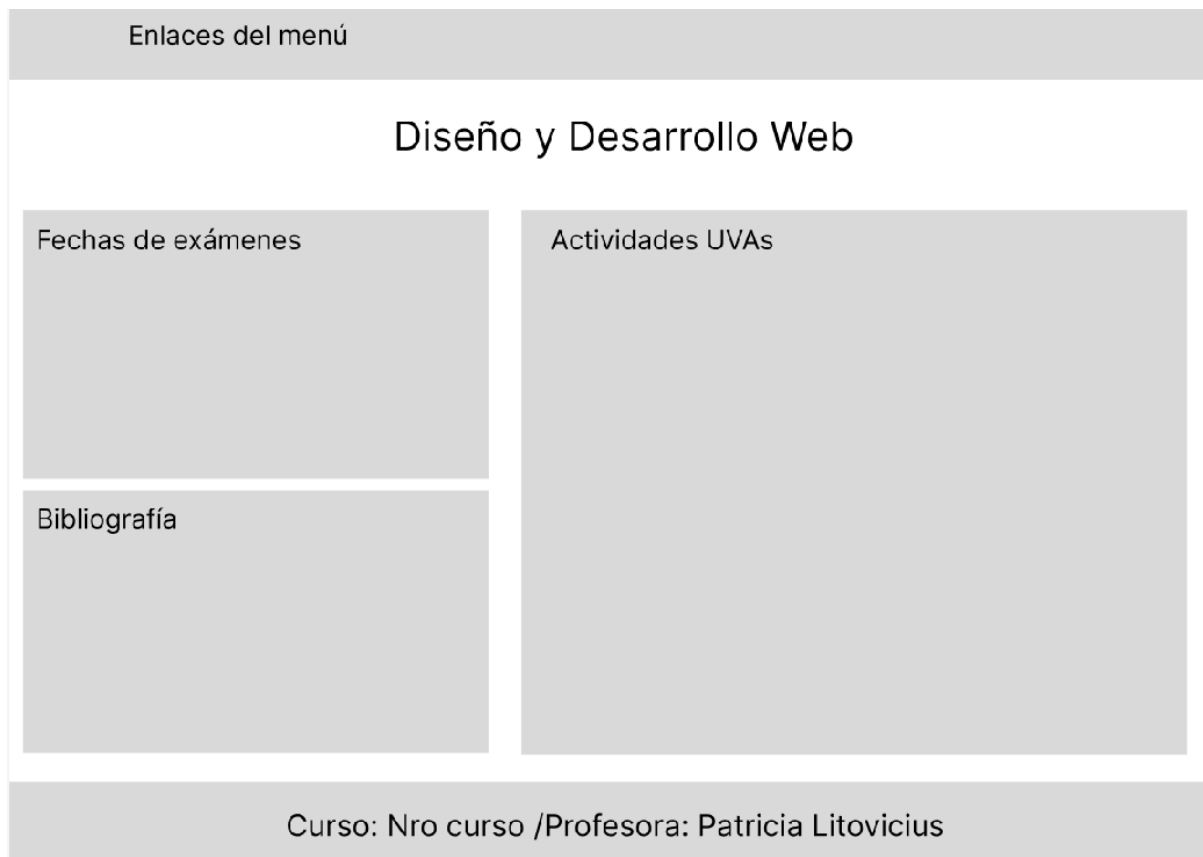 Enlaces del menú
Diseño y Desarrollo Web
Fechas de exámenes
Actividades UVAs
Bibliografía
Curso: Nro curso /Profesora: Patricia Litovicius